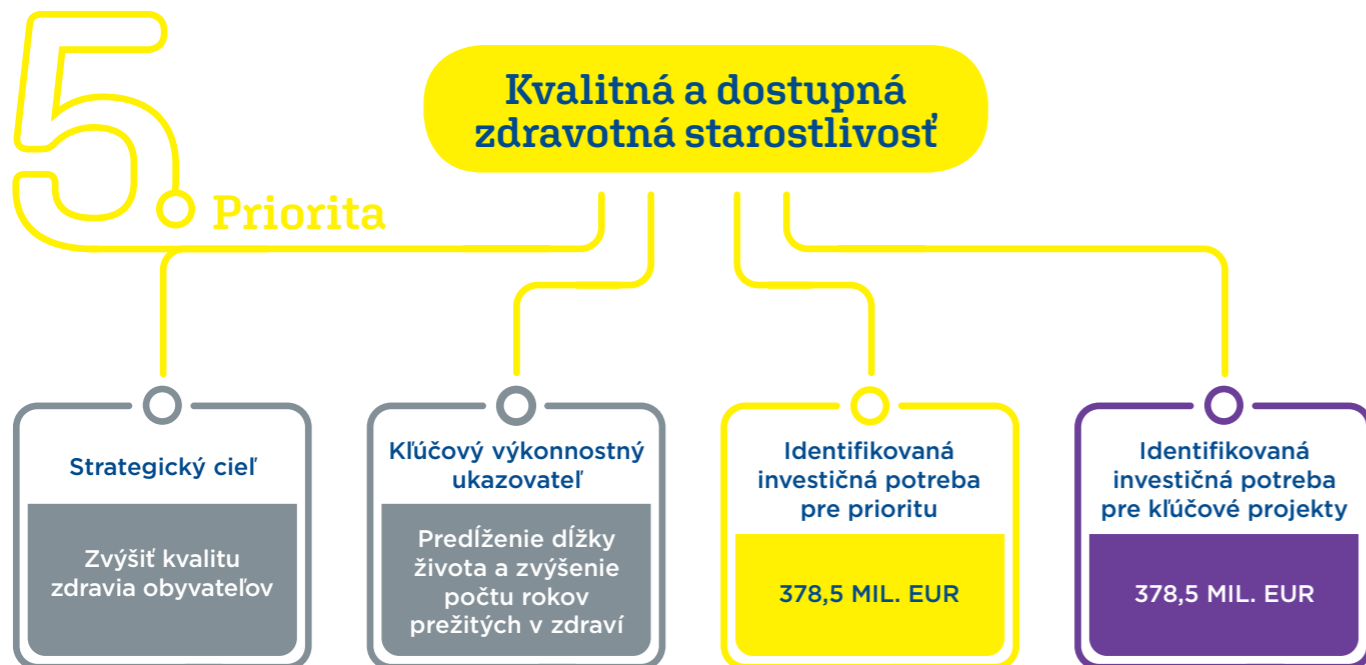 5
Priorita
Kvalitná a dostupná
zdravotná starostlivosť
Strategický cieľ
Zvýšiť kvalitu
zdravia obyvateľov
Kľúčový výkonnostný
ukazovateľ
Predĺženie dĺžky
života a zvýšenie
počtu rokov
prežitých v zdraví
Identifikovaná
investičná potreba
pre prioritu
378,5 MIL. EUR
Identifikovaná
investičná potreba
pre kľúčové projekty
378,5 MIL. EUR